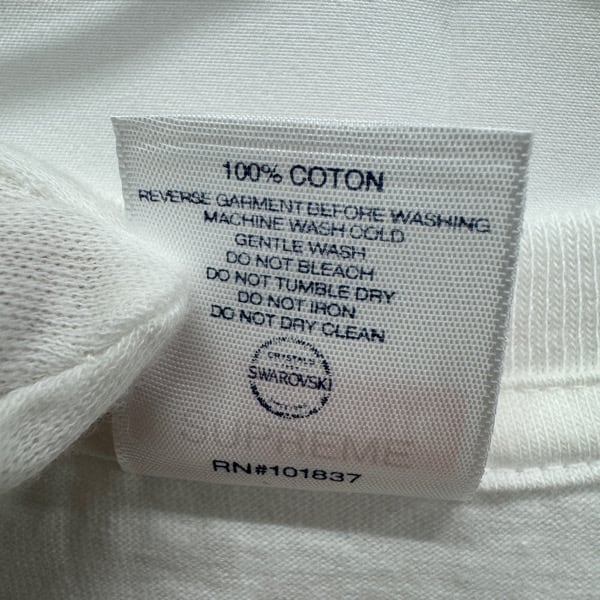 100% COTON
REVERSE GARMENT BEFORE WASHING
MACHINE WASH COLD
GENTLE WASH
DO NOT BLEACH
DO NOT TUMBLE DRY
DO NOT IRON
DO NOT DRY CLEAN
CRYSTALS
SWAROVSKI
SUPREME
RN#101837